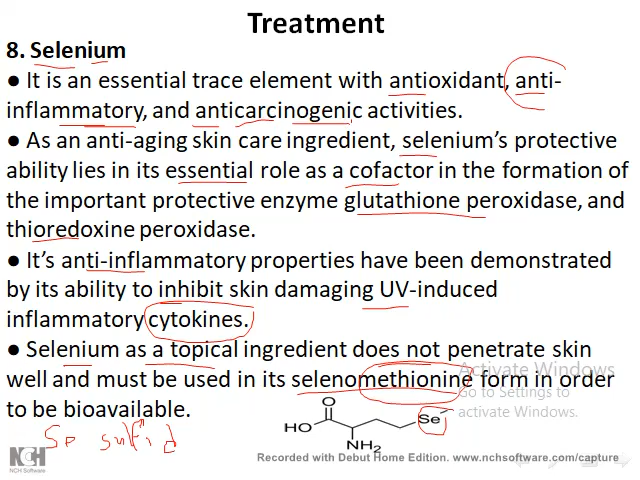 Treatment
8. Selenium
● It is an essential trace element with antioxidant, anti-
inflammatory, and anticarcinogenic activities.
● As an anti-aging skin care ingredient, selenium's protective
ability lies in its essential role as a cofactor in the formation of
the important protective enzyme glutathione peroxidase, and
thioredoxine peroxidase.
● It's anti-inflammatory properties have been demonstrated
by its ability to inhibit skin damaging UV-induced
inflammatory cytokines.
● Selenium as a topical ingredient does not penetrate skin
well and must be used in its selenomethionine form in order
to be bioavailable.
Activate Windows
Go to Settings to
activate Windows.
O
HO
Se
NH2
Se sulfid
NCH
NCH Software
Recorded with Debut Home Edition. www.nchsoftware.com/capture